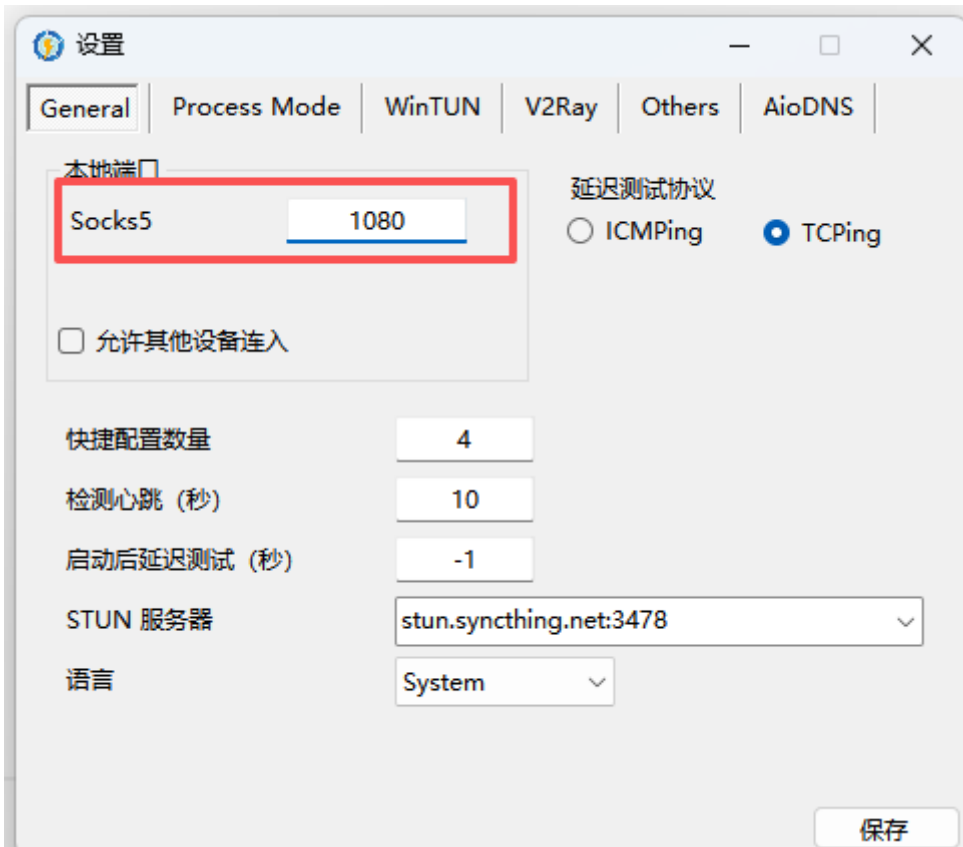 设置
General Process Mode WinTUN V2Ray Others AioDNS
本地端口
Socks5 1080
延迟测试协议
ICMPing TCPing
允许其他设备连入
快捷配置数量 4
检测心跳 (秒) 10
启动后延迟测试 (秒) -1
STUN 服务器 stun.syncthing.net:3478
语言 System
保存